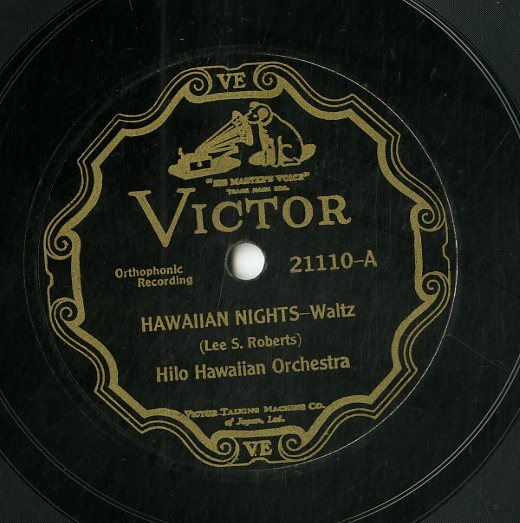 VE
"HIS MASTER'S VOICE"
TRADE MARK REG.
VICTOR
Orthophonic
Recording
21110-A
HAWAIIAN NIGHTS-Waltz
(Lee S. Roberts)
Hilo Hawaiian Orchestra
VICTOR TALKING MACHINE CO.
of Japan, Ltd.
VE